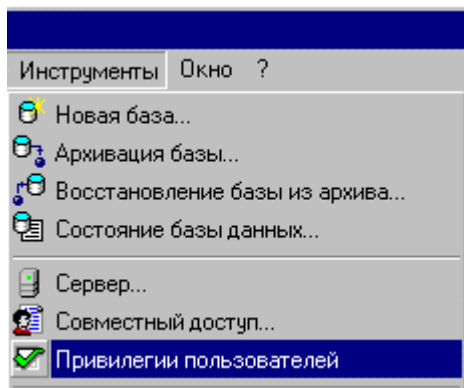 Инструменты Окно ?
Новая база...
Архивация базы...
Восстановление базы из архива...
Состояние базы данных...
Сервер...
Совместный доступ...
Привилегии пользователей